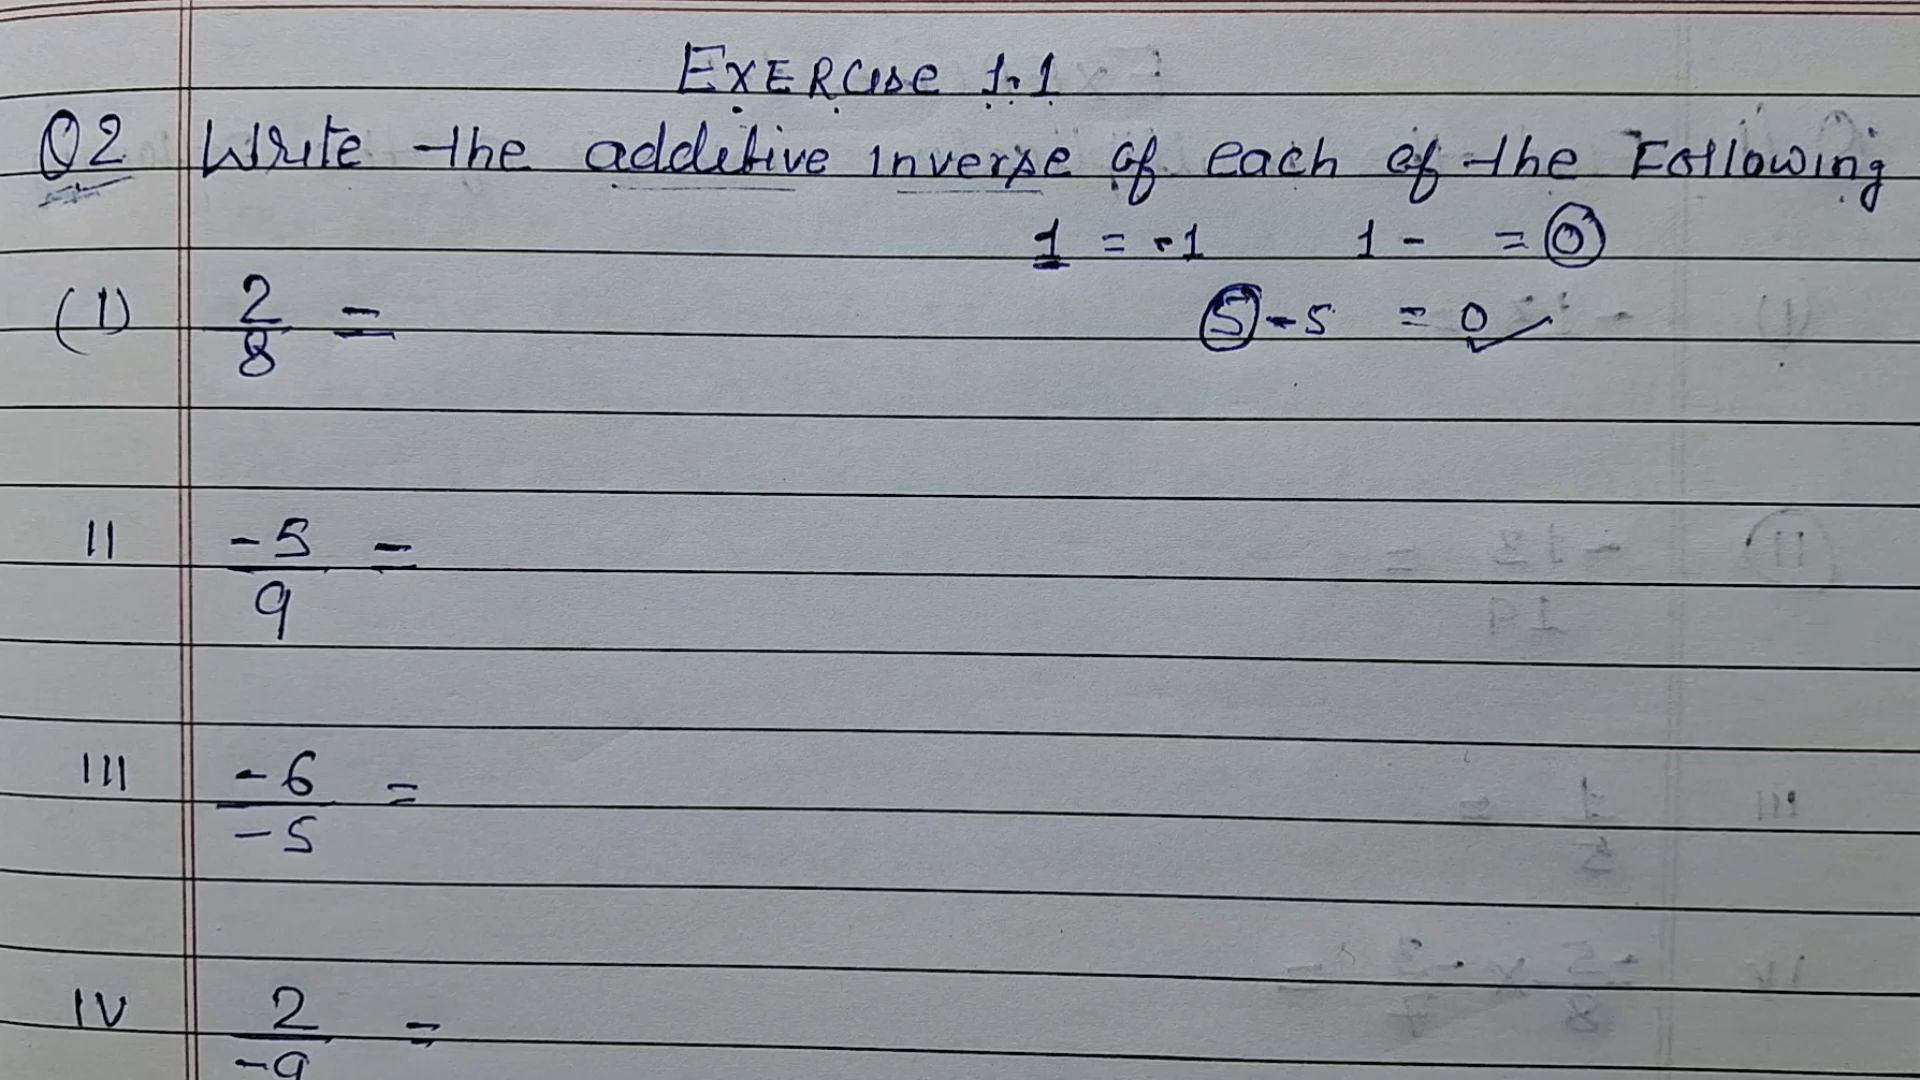 EXERCISE 1.1
Q2 Write the additive inverse of each of the Following
1 = -1 1 - = 0
(I) 2/8 =
5 - 5 = 0
II -5/9 =
III -6/-5 =
IV 2/-9 =